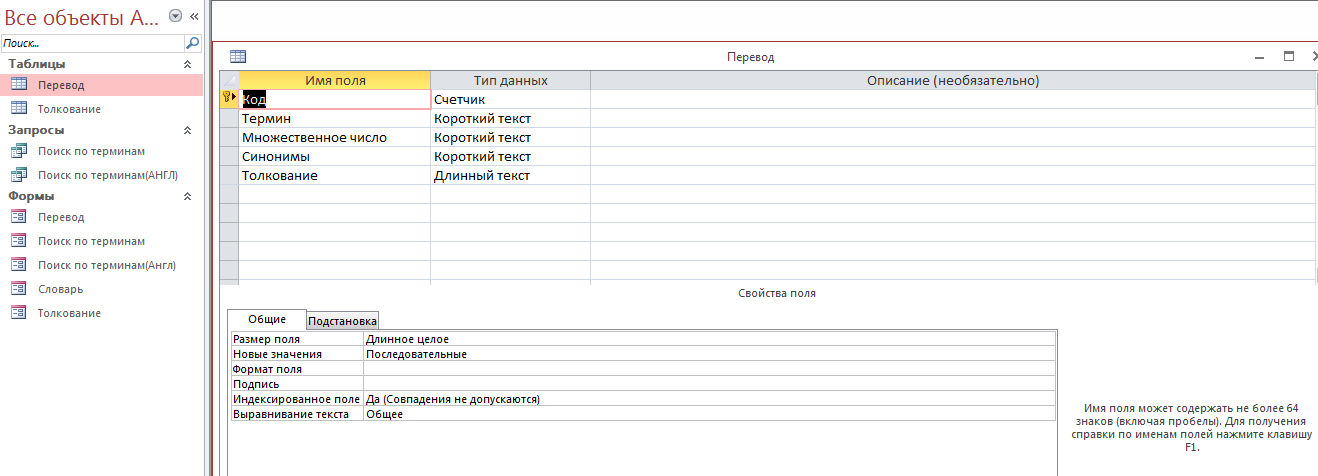 Все объекты A...
Поиск...
Таблицы
Перевод
Толкование
Запросы
Поиск по терминам
Поиск по терминам(АНГЛ)
Формы
Перевод
Поиск по терминам
Поиск по терминам(Англ)
Словарь
Толкование
Перевод
Имя поля Тип данных Описание (необязательно)
Код Счетчик
Термин Короткий текст
Множественное число Короткий текст
Синонимы Короткий текст
Толкование Длинный текст
Свойства поля
Общие Подстановка
Размер поля Длинное целое
Новые значения Последовательные
Формат поля
Подпись
Индексированное поле Да (Совпадения не допускаются)
Выравнивание текста Общее
Имя поля может содержать не более 64
знаков (включая пробелы). Для получения
справки по именам полей нажмите клавишу
F1.